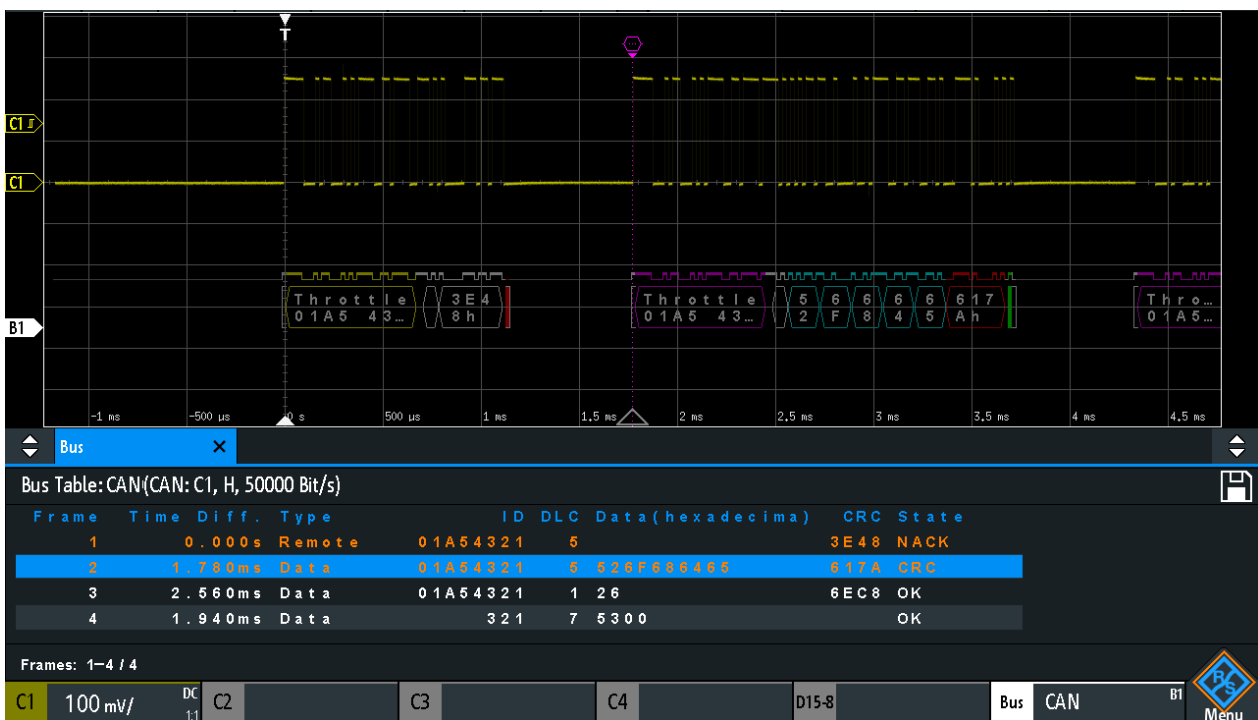 T
C1
C1
Throttle 3E4 Throttle 5 6 6 6 6 617 Thro…
01A5 43… 8h 01A5 43… 2 F 8 4 5 Ah 01A5…
B1
-1 ms -500 µs 0 s 500 µs 1 ms 1.5 ms 2 ms 2.5 ms 3 ms 3.5 ms 4 ms 4.5 ms
Bus ×
Bus Table: CAN (CAN: C1, H, 50000 Bit/s)
Frame Time Diff. Type ID DLC Data(hexadecima) CRC State
1 0.000s Remote 01A54321 5 3E48 NACK
2 1.780ms Data 01A54321 5 526F686465 617A CRC
3 2.560ms Data 01A54321 1 26 6EC8 OK
4 1.940ms Data 321 7 5300 OK
Frames: 1-4 / 4
C1 100 mV/ DC 1:1 C2 C3 C4 D15-8 Bus CAN B1 R&S Menu